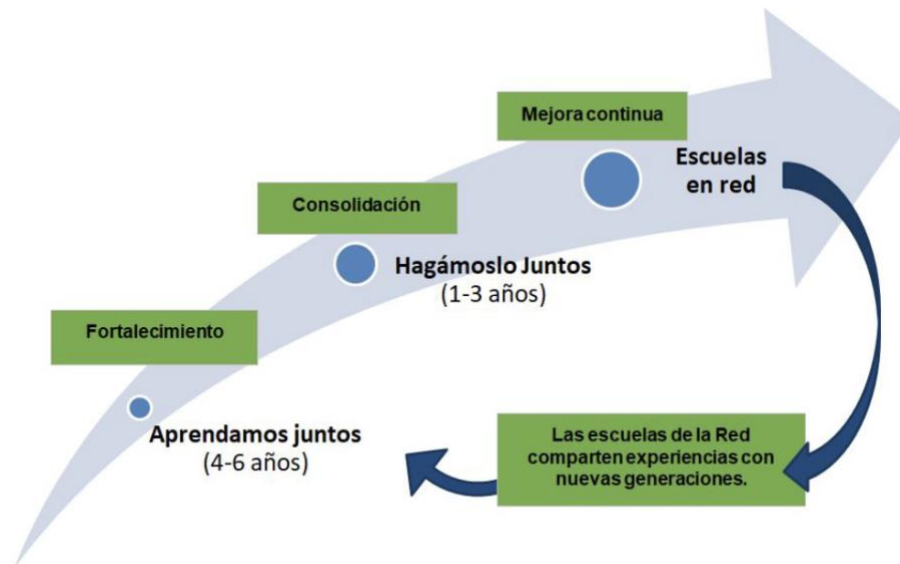 Mejora continua
Escuelas
en red
Consolidación
Hagámoslo Juntos
(1-3 años)
Fortalecimiento
Aprendamos juntos
(4-6 años)
Las escuelas de la Red
comparten experiencias con
nuevas generaciones.